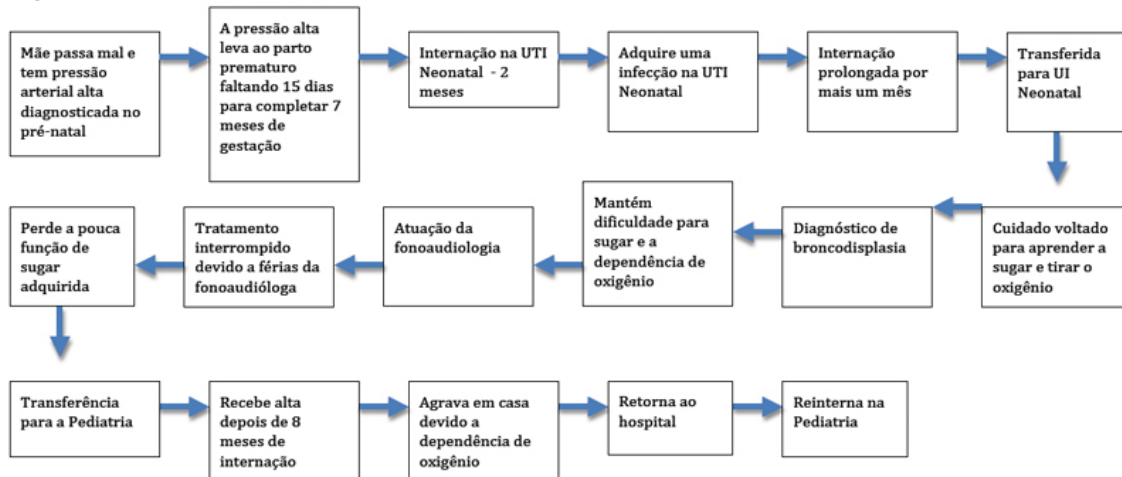 Mãe passa mal e
tem pressão
arterial alta
diagnosticada no
pré-natal
A pressão alta
leva ao parto
prematuro
faltando 15 dias
para completar 7
meses de
gestação
Internação na UTI
Neonatal - 2
meses
Adquire uma
infecção na UTI
Neonatal
Internação
prolongada por
mais um mês
Transferida
para UI
Neonatal
Cuidado voltado
para aprender a
sugar e tirar o
oxigênio
Diagnóstico de
broncodisplasia
Mantém
dificuldade para
sugar e a
dependência de
oxigênio
Atuação da
fonoaudiologia
Tratamento
interrompido
devido a férias da
fonoaudióloga
Perde a pouca
função de
sugar
adquirida
Transferência
para a Pediatria
Recebe alta
depois de 8
meses de
internação
Agrava em casa
devido a
dependência de
oxigênio
Retorna ao
hospital
Reinterna na
Pediatria